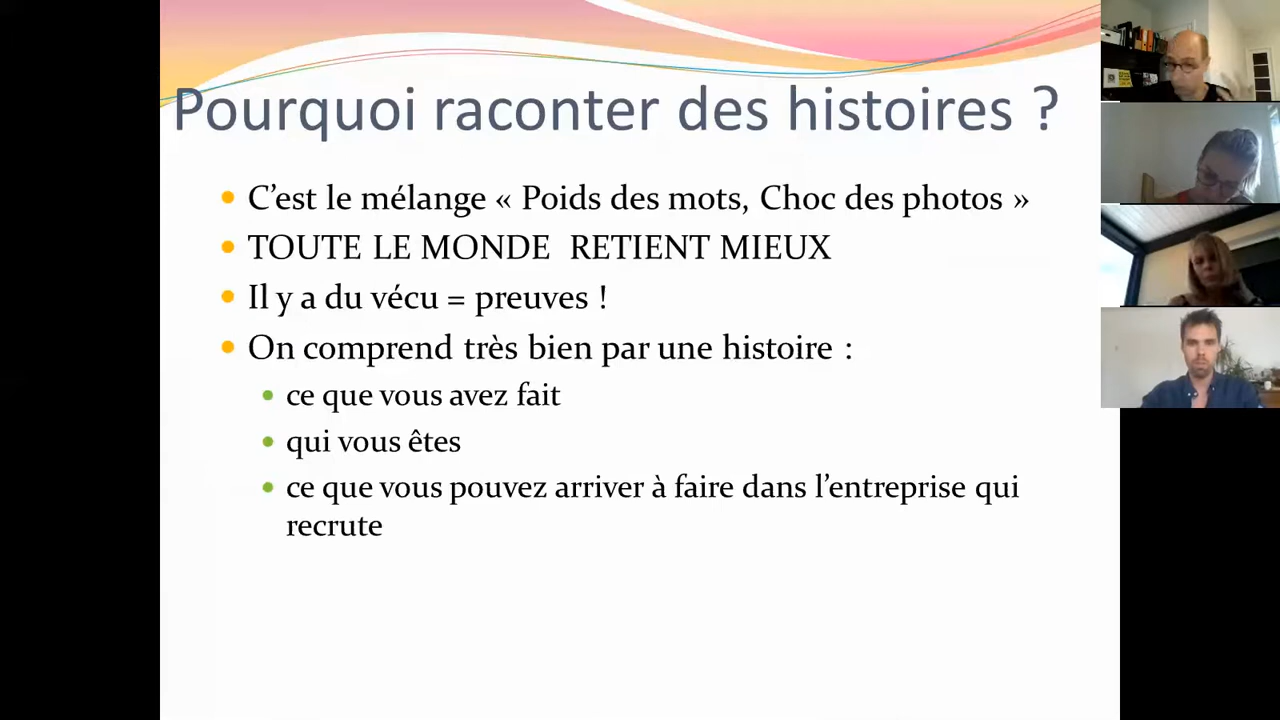 Pourquoi raconter des histoires ?
C’est le mélange « Poids des mots, Choc des photos »
TOUTE LE MONDE  RETIENT MIEUX
Il y a du vécu = preuves !
On comprend très bien par une histoire :
ce que vous avez fait
qui vous êtes
ce que vous pouvez arriver à faire dans l’entreprise qui
recrute